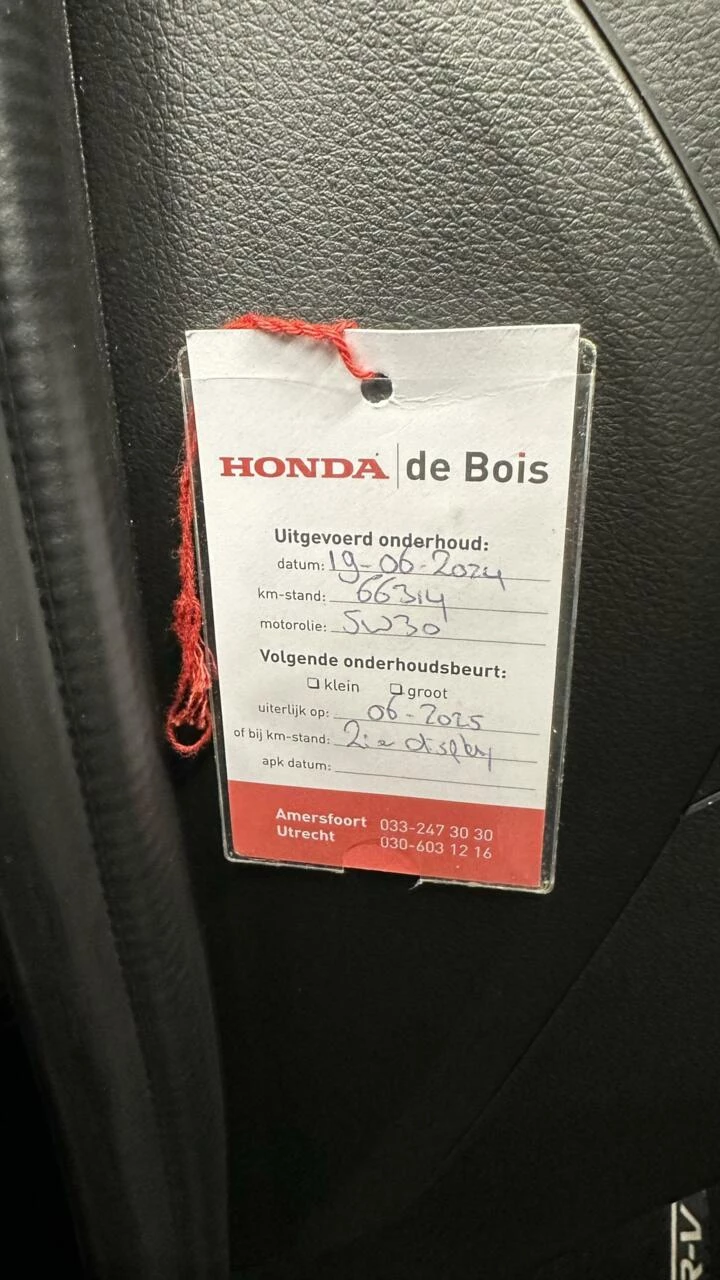 HONDA de Bois
Uitgevoerd onderhoud:
datum: 19-06-2024
km-stand: 66314
motorolie: 5W30
Volgende onderhoudsbeurt:
klein groot
uiterlijk op: 06-2025
of bij km-stand: Zie display
apk datum:
Amersfoort 033-247 30 30
Utrecht 030-603 12 16
R-V